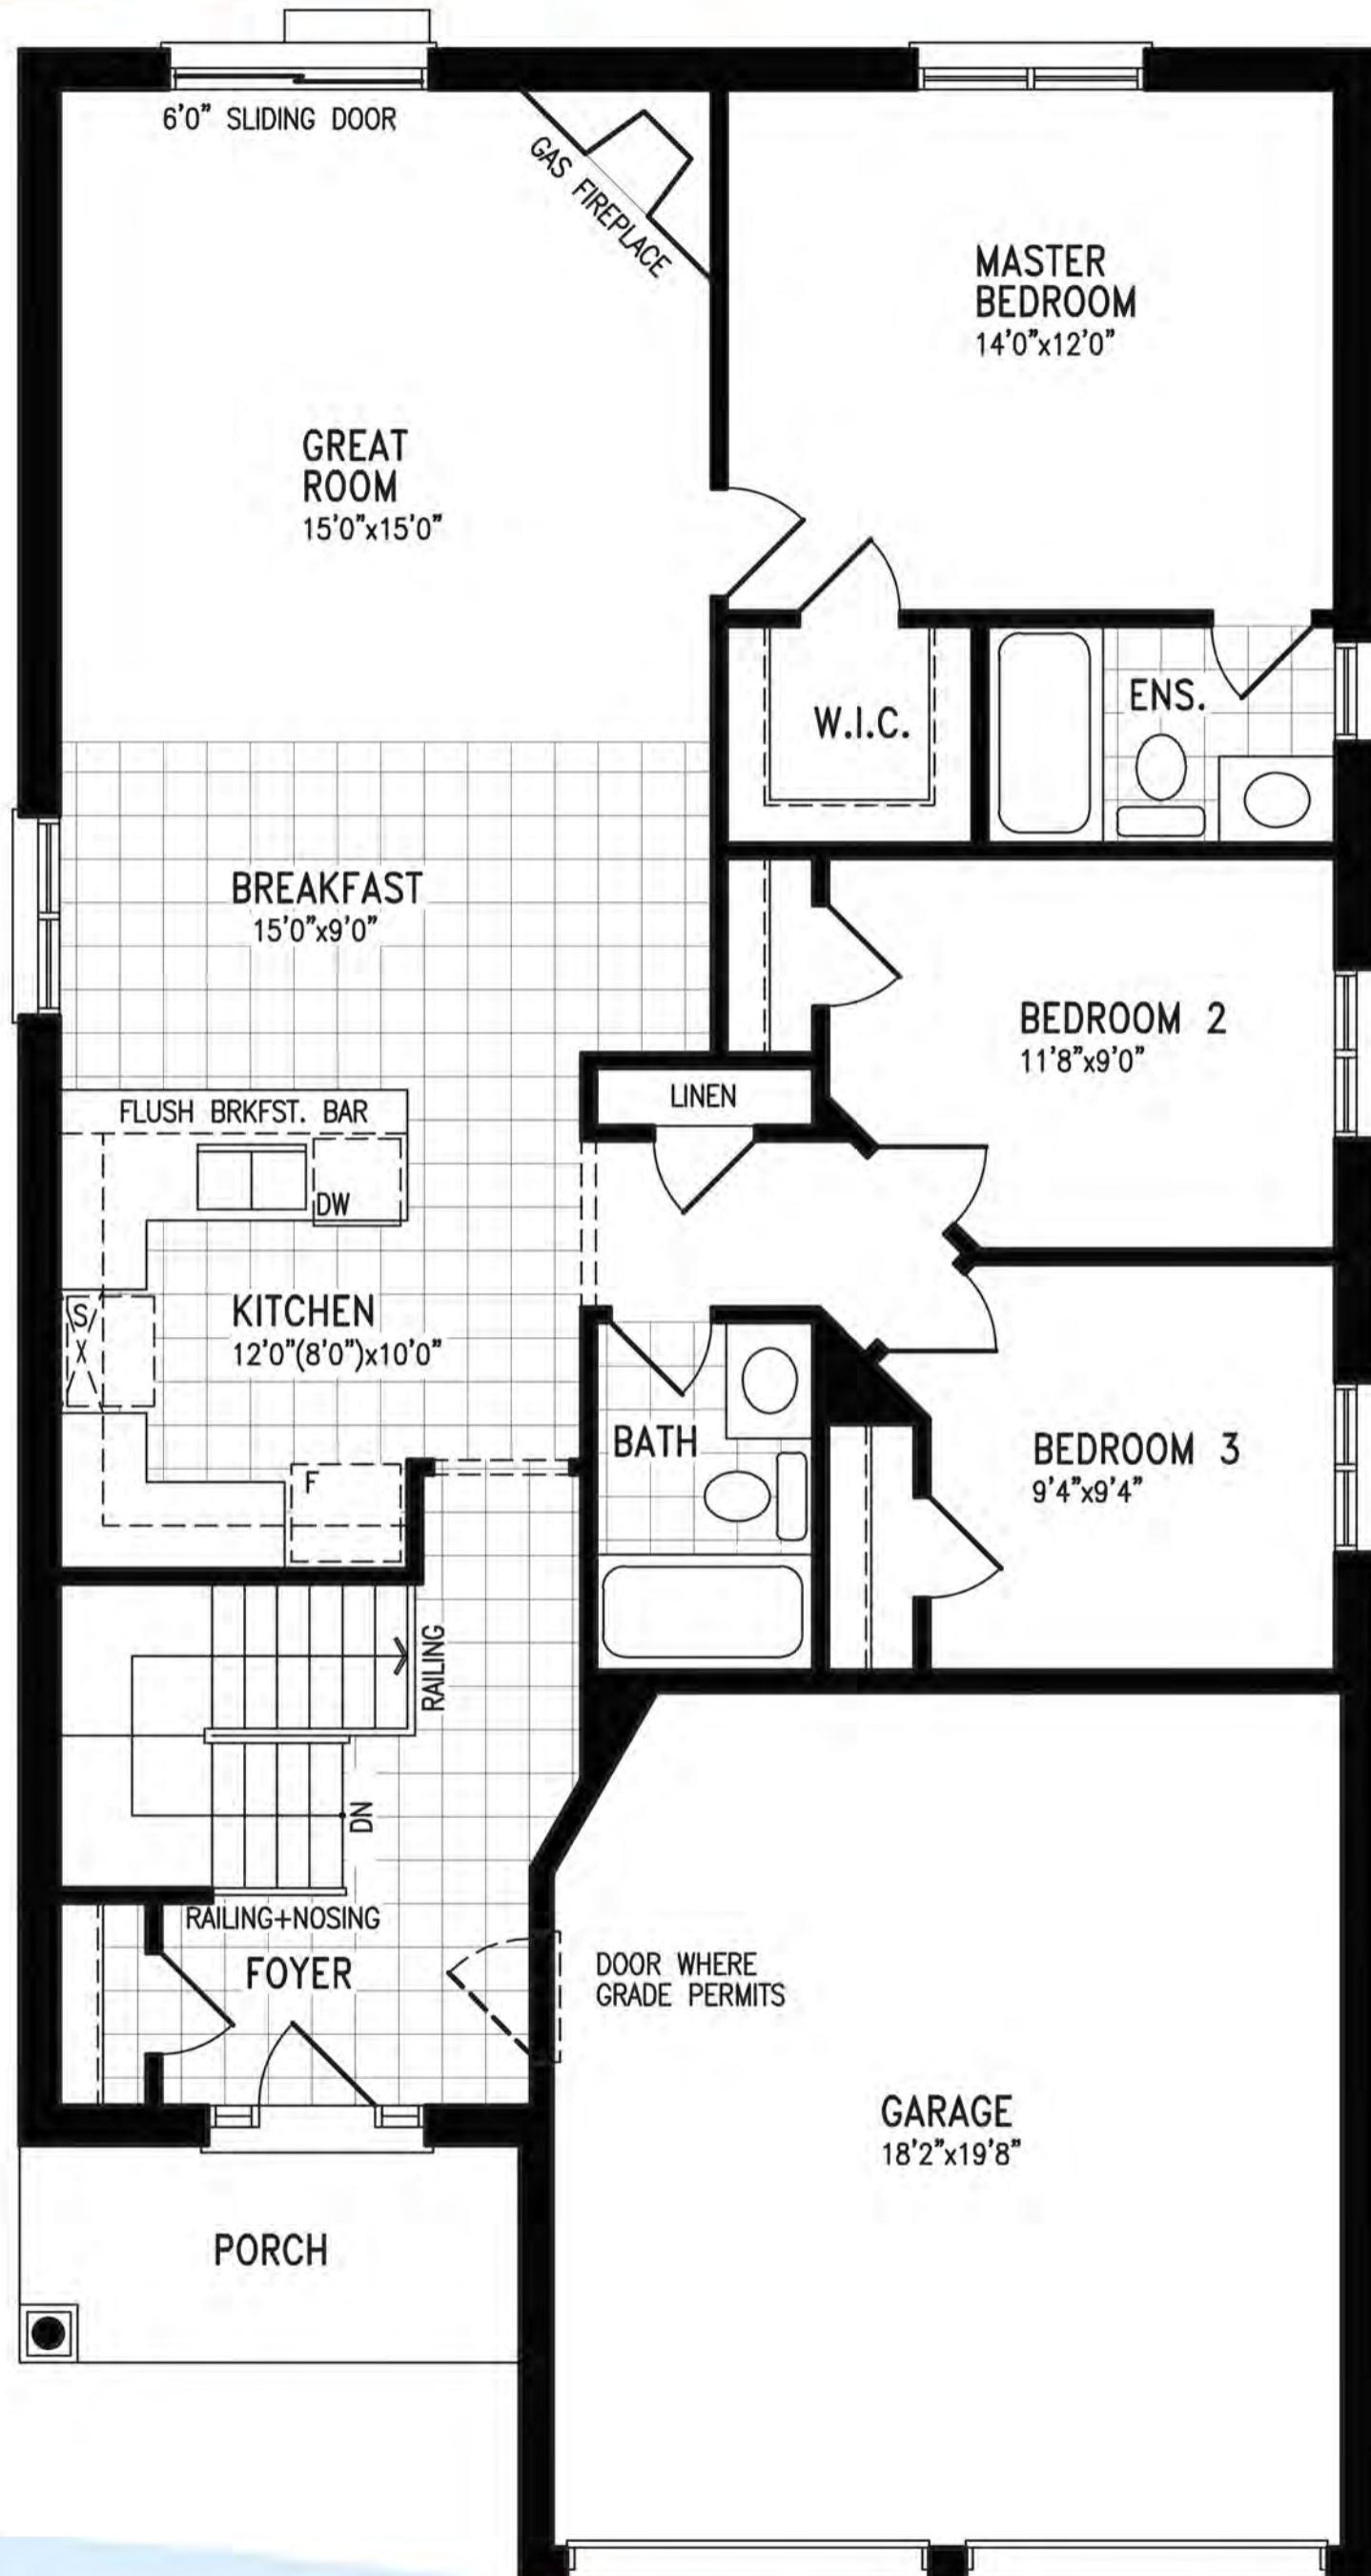 6'0" SLIDING DOOR
GAS FIREPLACE
MASTER
BEDROOM
14'0"x12'0"
GREAT
ROOM
15'0"x15'0"
W.I.C.
ENS.
BREAKFAST
15'0"x9'0"
BEDROOM 2
11'8"x9'0"
LINEN
FLUSH BRKFST. BAR
DW
S
X
KITCHEN
12'0"(8'0")x10'0"
BATH
BEDROOM 3
9'4"x9'4"
F
RAILING
DN
RAILING+NOSING
FOYER
DOOR WHERE
GRADE PERMITS
GARAGE
18'2"x19'8"
PORCH